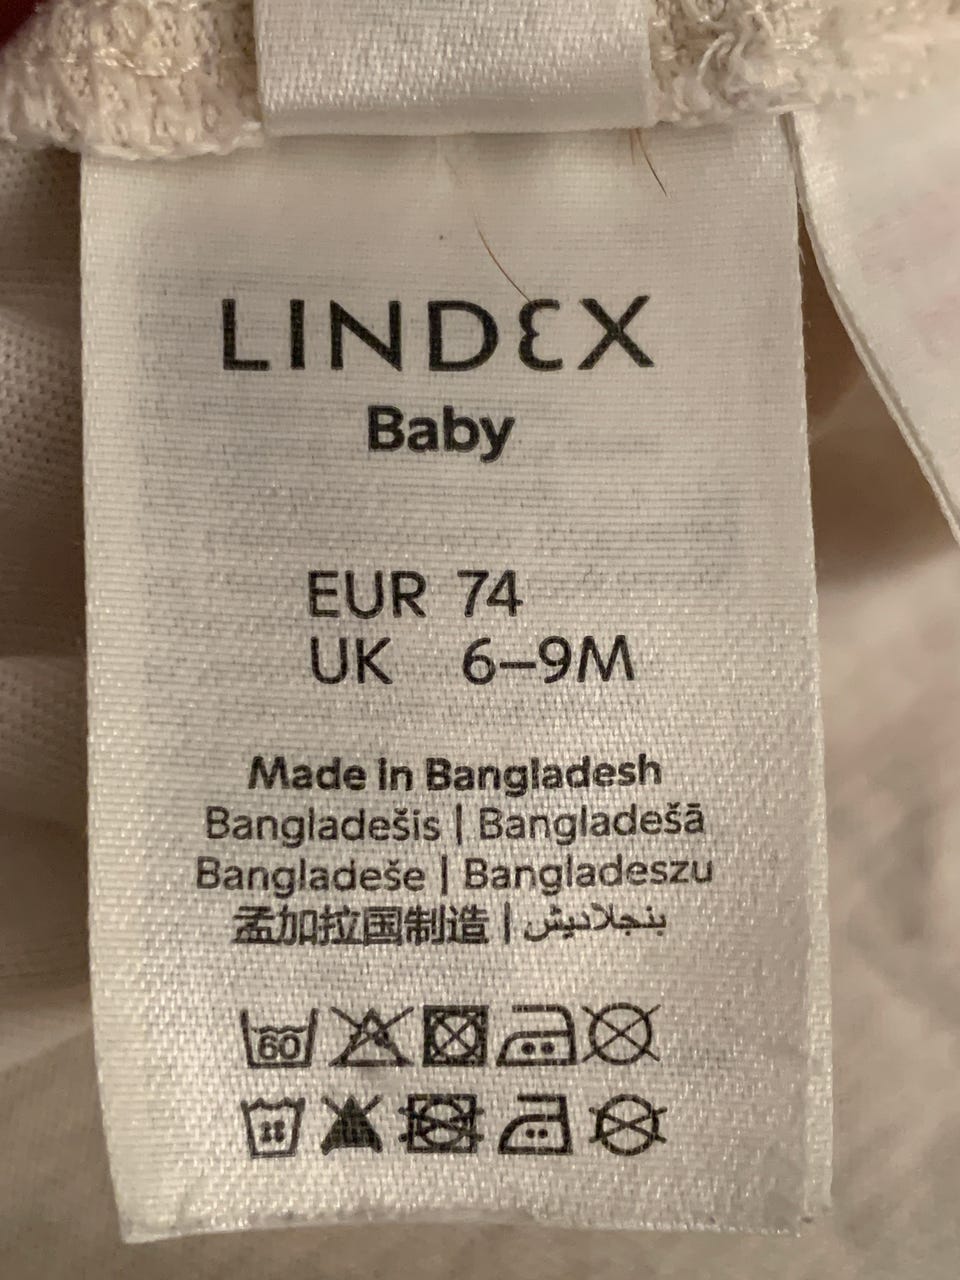 LINDEX
Baby
EUR 74
UK 6–9M
Made in Bangladesh
Bangladešis | Bangladešā
Bangladeše | Bangladeszu
孟加拉国制造 | بنجلاديش
60